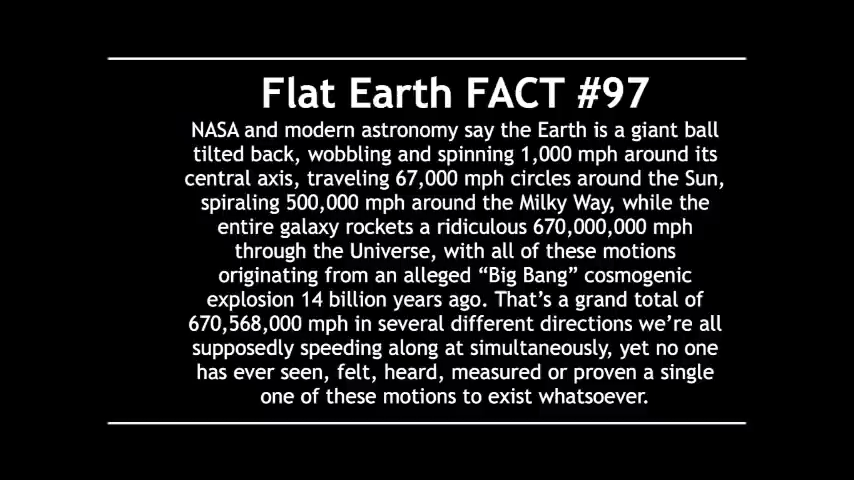 Flat Earth FACT #97
NASA and modern astronomy say the Earth is a giant ball
tilted back, wobbling and spinning 1,000 mph around its
central axis, traveling 67,000 mph circles around the Sun,
spiraling 500,000 mph around the Milky Way, while the
entire galaxy rockets a ridiculous 670,000,000 mph
through the Universe, with all of these motions
originating from an alleged “Big Bang” cosmogenic
explosion 14 billion years ago. That’s a grand total of
670,568,000 mph in several different directions we’re all
supposedly speeding along at simultaneously, yet no one
has ever seen, felt, heard, measured or proven a single
one of these motions to exist whatsoever.